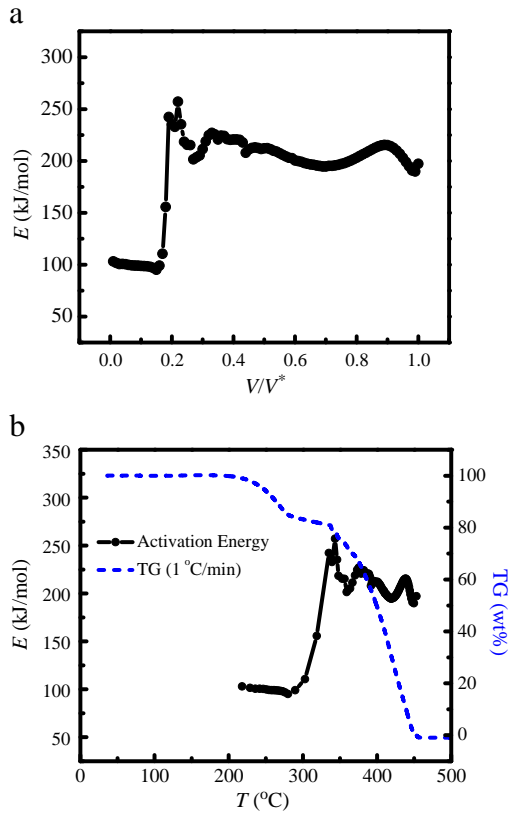 a
300
250
200
150
100
50
E (kJ/mol)
0.0 0.2 0.4 0.6 0.8 1.0
V/V*
b
350
300
250
200
150
100
50
E (kJ/mol)
Activation Energy
TG (1 °C/min)
100
80
60
40
20
0
TG (wt%)
0 100 200 300 400 500
T (°C)